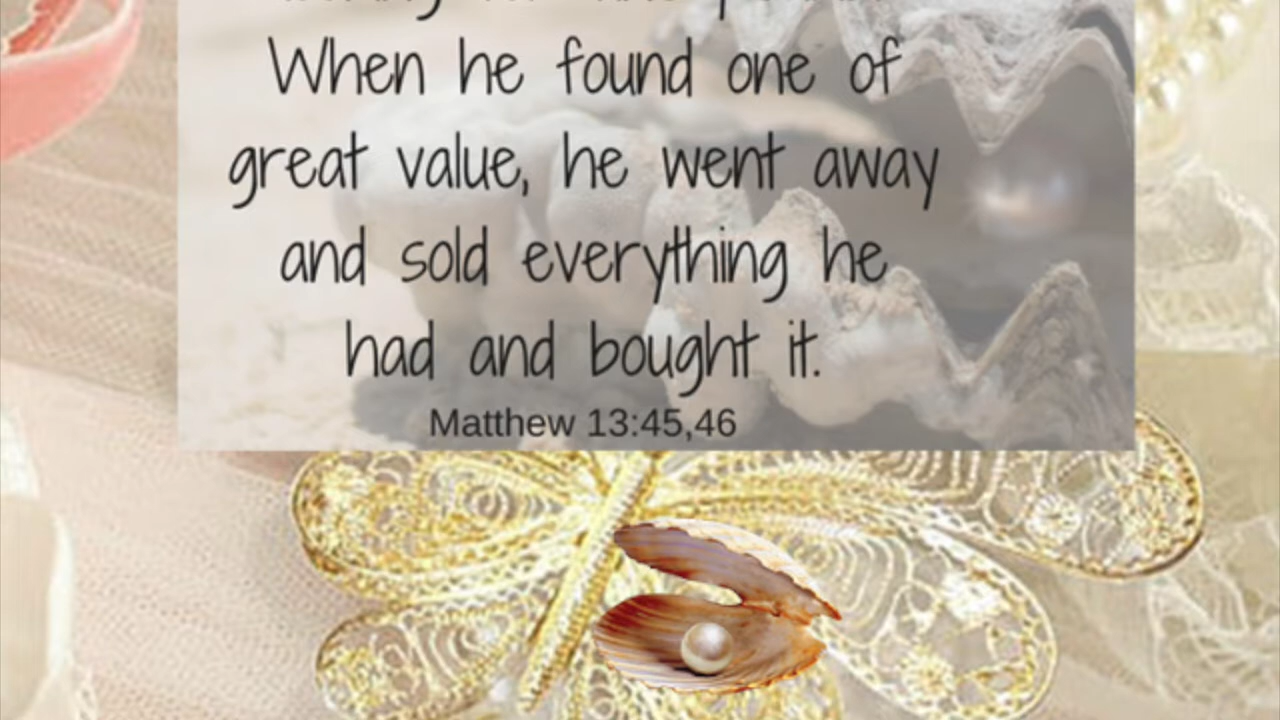 When he found one of
great value, he went away
and sold everything he
had and bought it.
Matthew 13:45,46